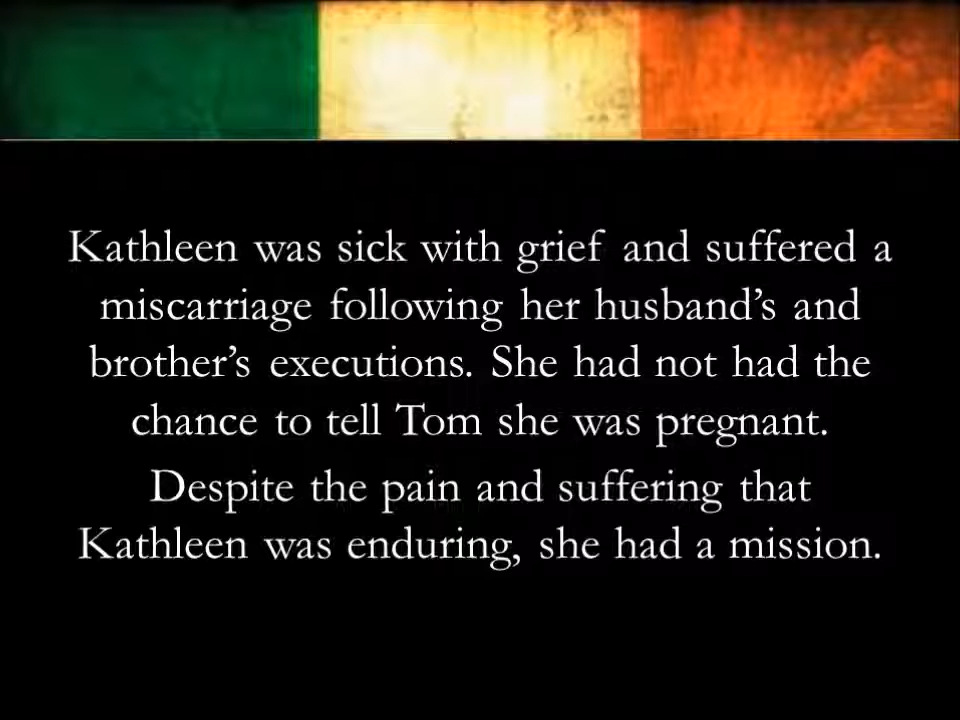 Kathleen was sick with grief and suffered a
miscarriage following her husband’s and
brother’s executions. She had not had the
chance to tell Tom she was pregnant.
Despite the pain and suffering that
Kathleen was enduring, she had a mission.